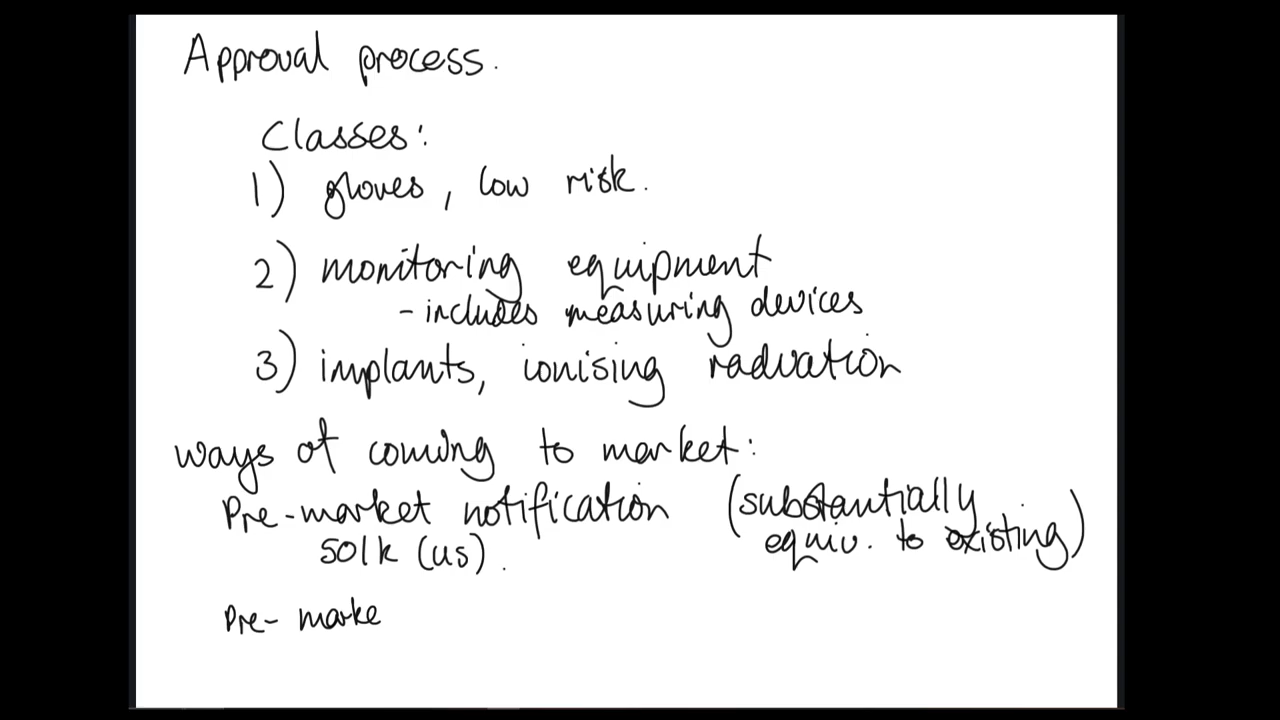 Approval process.
Classes:
1) gloves, low risk.
2) monitoring equipment
- includes measuring devices
3) implants, ionising radiation
ways of coming to market:
Pre-market notification (substantially
equiv. to existing)
501k (us).
Pre- marke